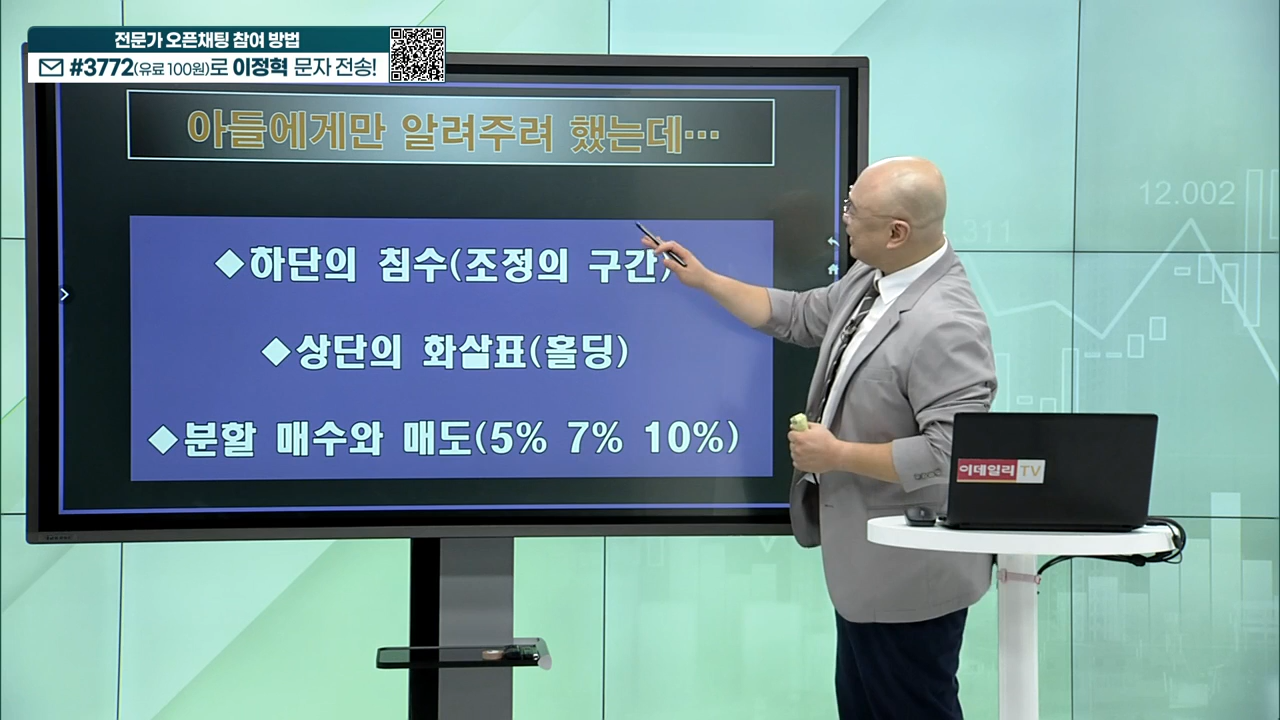 전문가 오픈채팅 참여 방법
#3772(유료 100원)로 이정혁 문자 전송!
아들에게만 알려주려 했는데…
◆하단의 침수(조정의 구간)
◆상단의 화살표(홀딩)
◆분할 매수와 매도(5% 7% 10%)
12.002
.311
이데일리TV